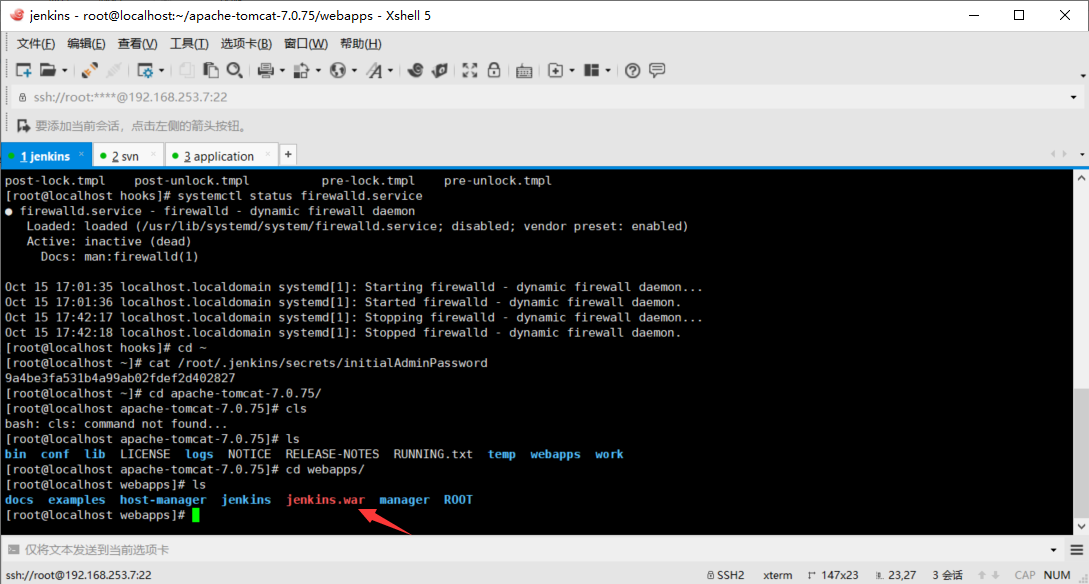 jenkins - root@localhost:~/apache-tomcat-7.0.75/webapps - Xshell 5
文件(F) 编辑(E) 查看(V) 工具(T) 选项卡(B) 窗口(W) 帮助(H)
ssh://root:****@192.168.253.7:22
要添加当前会话，点击左侧的箭头按钮。
1 jenkins × 2 svn × 3 application × +
post-lock.tmpl    post-unlock.tmpl          pre-lock.tmpl    pre-unlock.tmpl
[root@localhost hooks]# systemctl status firewalld.service
● firewalld.service - firewalld - dynamic firewall daemon
   Loaded: loaded (/usr/lib/systemd/system/firewalld.service; disabled; vendor preset: enabled)
   Active: inactive (dead)
     Docs: man:firewalld(1)
Oct 15 17:01:35 localhost.localdomain systemd[1]: Starting firewalld - dynamic firewall daemon...
Oct 15 17:01:36 localhost.localdomain systemd[1]: Started firewalld - dynamic firewall daemon.
Oct 15 17:42:17 localhost.localdomain systemd[1]: Stopping firewalld - dynamic firewall daemon...
Oct 15 17:42:18 localhost.localdomain systemd[1]: Stopped firewalld - dynamic firewall daemon.
[root@localhost hooks]# cd ~
[root@localhost ~]# cat /root/.jenkins/secrets/initialAdminPassword
9a4be3fa531b4a99ab02fdef2d402827
[root@localhost ~]# cd apache-tomcat-7.0.75/
[root@localhost apache-tomcat-7.0.75]# cls
bash: cls: command not found...
[root@localhost apache-tomcat-7.0.75]# ls
bin  conf  lib  LICENSE  logs  NOTICE  RELEASE-NOTES  RUNNING.txt  temp  webapps  work
[root@localhost apache-tomcat-7.0.75]# cd webapps/
[root@localhost webapps]# ls
docs  examples  host-manager  jenkins  jenkins.war  manager  ROOT
[root@localhost webapps]#
仅将文本发送到当前选项卡
ssh://root@192.168.253.7:22 SSH2 xterm 147x23 23,27 3 会话 CAP NUM